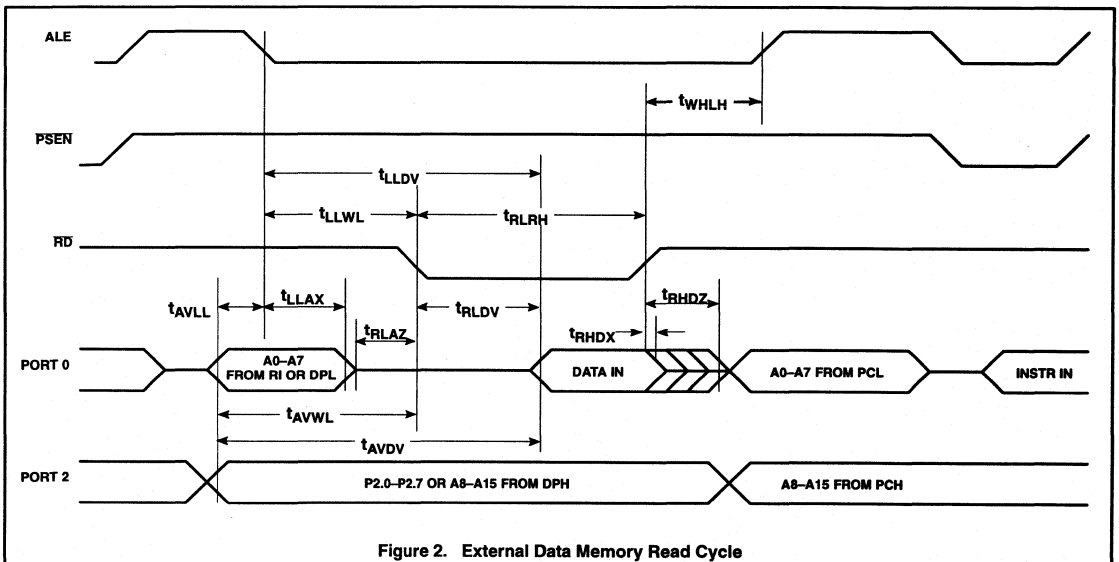 ALE
tWHLH
PSEN
tLLDV
tLLWL
tRLRH
RD
tAVLL
tLLAX
tRLDV
tRHDZ
tRLAZ
tRHDX
PORT 0
A0–A7
FROM RI OR DPL
DATA IN
A0–A7 FROM PCL
INSTR IN
tAVWL
tAVDV
PORT 2
P2.0–P2.7 OR A8–A15 FROM DPH
A8–A15 FROM PCH
Figure 2. External Data Memory Read Cycle